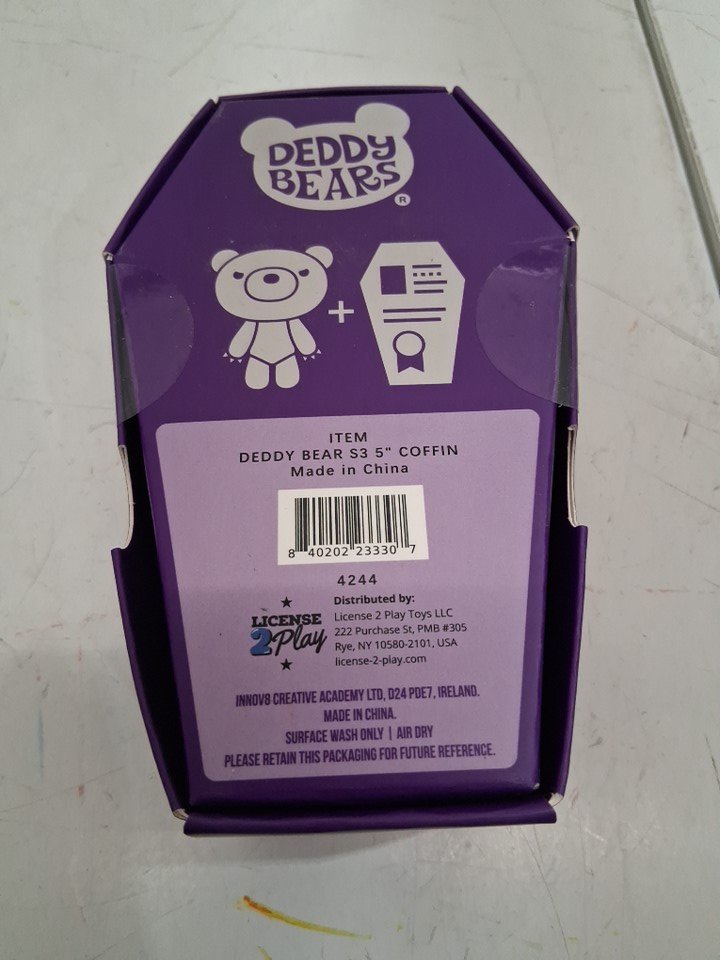 DEDDY
BEARS
®
+
ITEM
DEDDY BEAR S3 5" COFFIN
Made in China
8 40202 23330 7
4244
LICENSE
2 Play
Distributed by:
License 2 Play Toys LLC
222 Purchase St, PMB #305
Rye, NY 10580-2101, USA
license-2-play.com
INNOV8 CREATIVE ACADEMY LTD, D24 PDE7, IRELAND.
MADE IN CHINA.
SURFACE WASH ONLY | AIR DRY
PLEASE RETAIN THIS PACKAGING FOR FUTURE REFERENCE.